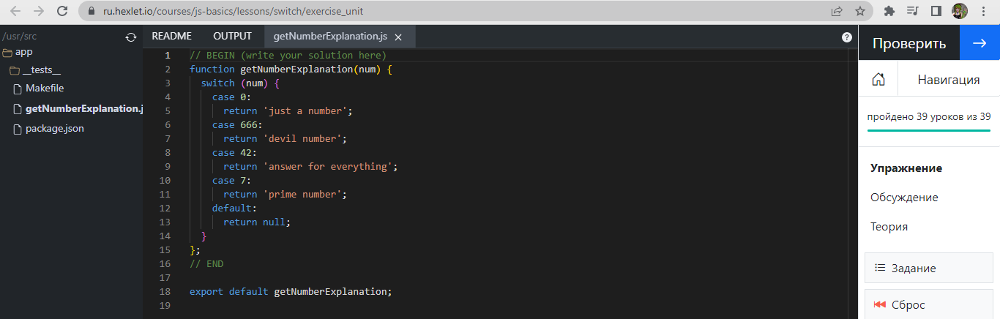 ru.hexlet.io/courses/js-basics/lessons/switch/exercise_unit
/usr/src
app
__tests__
Makefile
getNumberExplanation.j
package.json
README OUTPUT getNumberExplanation.js ×
?
1 // BEGIN (write your solution here)
2 function getNumberExplanation(num) {
3 switch (num) {
4 case 0:
5 return 'just a number';
6 case 666:
7 return 'devil number';
8 case 42:
9 return 'answer for everything';
10 case 7:
11 return 'prime number';
12 default:
13 return null;
14 }
15 };
16 // END
17
18 export default getNumberExplanation;
19
Проверить
Навигация
пройдено 39 уроков из 39
Упражнение
Обсуждение
Теория
Задание
Сброс